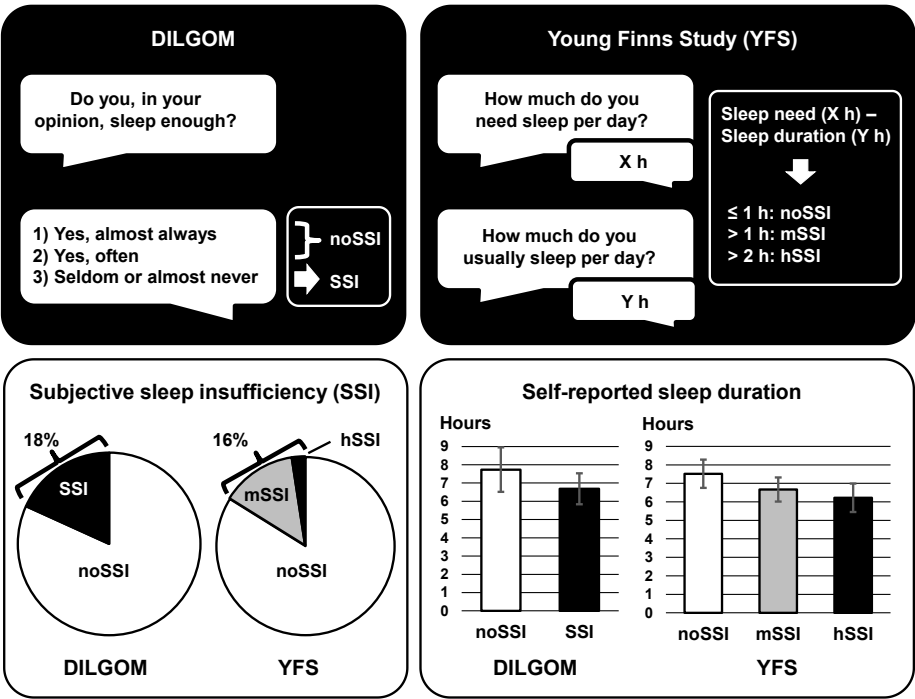 DILGOM
Do you, in your
opinion, sleep enough?
1) Yes, almost always
2) Yes, often
3) Seldom or almost never
noSSI
SSI
Young Finns Study (YFS)
How much do you
need sleep per day?
X h
How much do you
usually sleep per day?
Y h
Sleep need (X h) –
Sleep duration (Y h)
≤ 1 h: noSSI
> 1 h: mSSI
> 2 h: hSSI
Subjective sleep insufficiency (SSI)
18%
SSI
noSSI
DILGOM
16%
hSSI
mSSI
noSSI
YFS
Self-reported sleep duration
Hours
9
8
7
6
5
4
3
2
1
0
noSSI SSI
DILGOM
Hours
9
8
7
6
5
4
3
2
1
0
noSSI mSSI hSSI
YFS